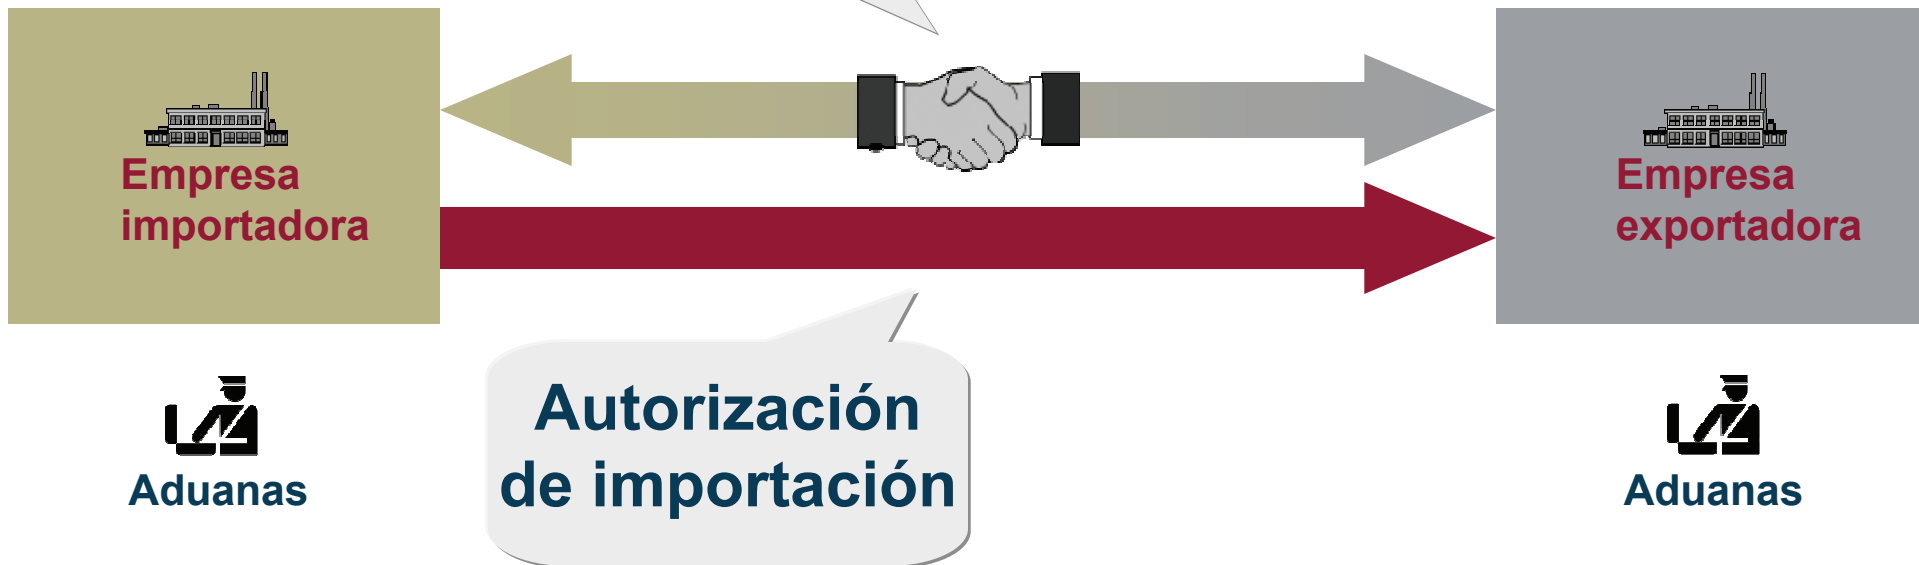 Empresa
importadora
Empresa
exportadora
Autorización
de importación
Aduanas
Aduanas